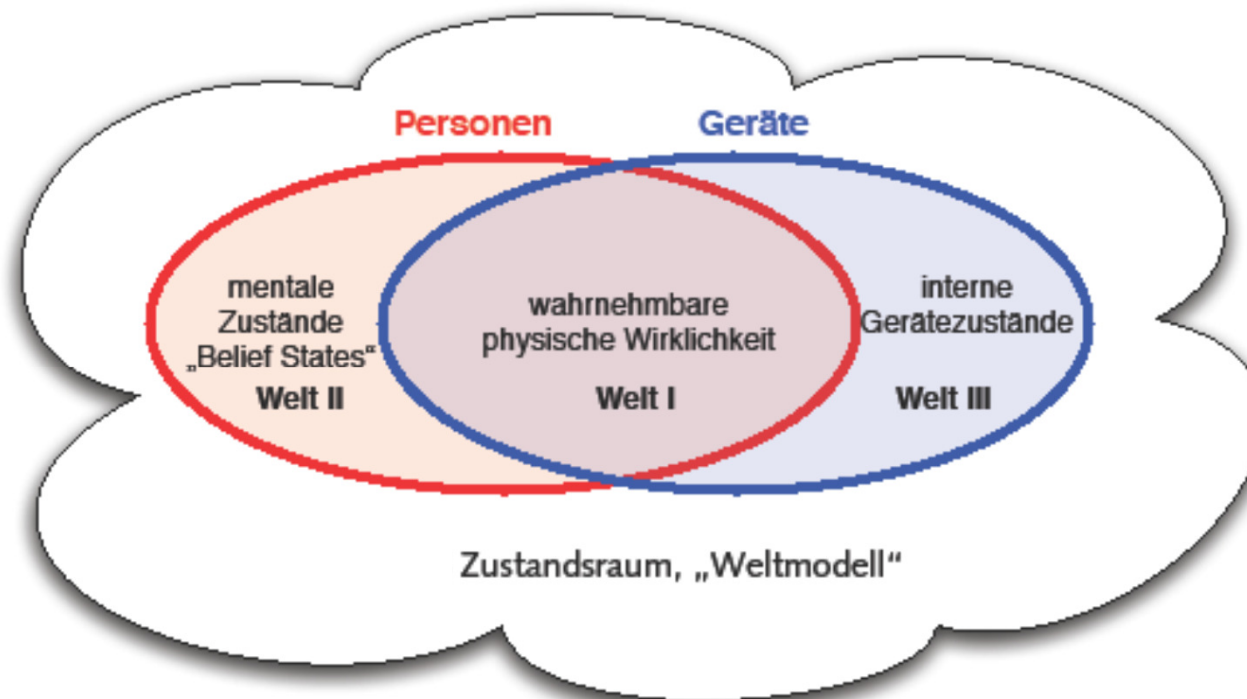 Personen
Geräte
mentale
Zustände
„Belief States“
Welt II
wahrnehmbare
physische Wirklichkeit
Welt I
interne
Gerätezustände
Welt III
Zustandsraum, „Weltmodell“